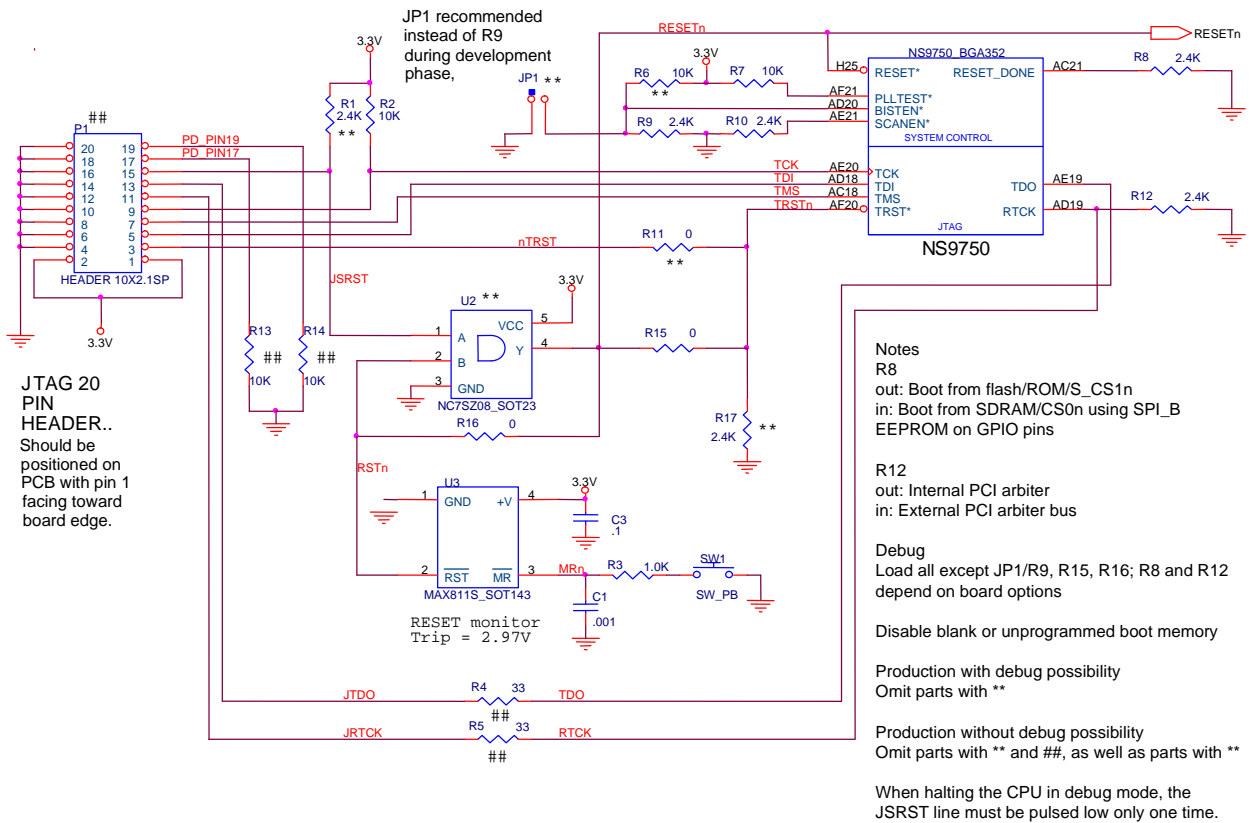 JP1 recommended
instead of R9
during development
phase,
RESETn
RESETn
3.3V
3.3V
NS9750_BGA352
JP1 **
R6 10K
**
R7 10K
R9 2.4K
R10 2.4K
H25 RESET*
RESET_DONE AC21
R8 2.4K
AF21 PLLTEST*
AD20 BISTEN*
AE21 SCANEN*
SYSTEM CONTROL
R1
2.4K
**
R2
10K
##
P1
PD_PIN19
PD_PIN17
20 19
18 17
16 15
14 13
12 11
10 9
8 7
6 5
4 3
2 1
HEADER 10X2.1SP
3.3V
TCK AE20 TCK
TDI AD18 TDI
TMS AC18 TMS
TRSTn AF20 TRST*
TDO AE19
RTCK AD19
R12 2.4K
JTAG
NS9750
nTRST
R11 0
**
JSRST
U2 **
3.3V
1 A
2 B
3 GND
VCC 5
Y 4
NC7SZ08_SOT23
R15 0
R13
##
10K
R14
##
10K
R16 0
R17
2.4K
**
JTAG 20
PIN
HEADER..
Should be
positioned on
PCB with pin 1
facing toward
board edge.
RSTn
U3
3.3V
1 GND
+V 4
2 RST
MR 3
MAX811S_SOT143
C3
.1
MRn
R3 1.0K
SW1
SW_PB
C1
.001
RESET monitor
Trip = 2.97V
JTDO
R4 33
##
TDO
JRTCK
R5 33
##
RTCK
Notes
R8
out: Boot from flash/ROM/S_CS1n
in: Boot from SDRAM/CS0n using SPI_B
EEPROM on GPIO pins
R12
out: Internal PCI arbiter
in: External PCI arbiter bus
Debug
Load all except JP1/R9, R15, R16; R8 and R12
depend on board options
Disable blank or unprogrammed boot memory
Production with debug possibility
Omit parts with **
Production without debug possibility
Omit parts with ** and ##, as well as parts with **
When halting the CPU in debug mode, the
JSRST line must be pulsed low only one time.